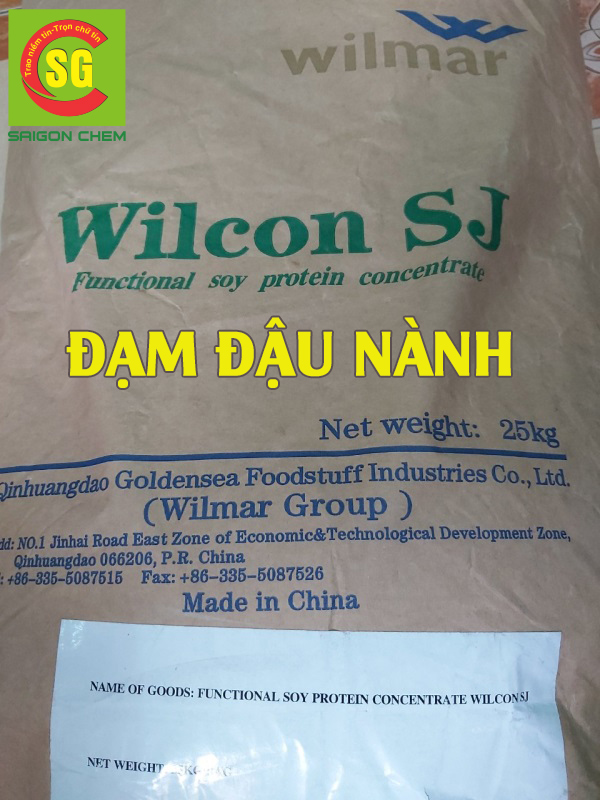 Trao niềm tin-Trọn chữ tín
SG
SAIGON CHEM
wilmar
Wilcon SJ
Functional soy protein concentrate
ĐẠM ĐẬU NÀNH
Net weight: 25kg
Qinhuangdao Goldensea Foodstuff Industries Co., Ltd.
(Wilmar Group )
dd: NO.1 Jinhai Road East Zone of Economic&Technological Development Zone,
Qinhuangdao 066206, P.R. China
: +86-335-5087515 Fax: +86-335-5087526
Made in China
NAME OF GOODS: FUNCTIONAL SOY PROTEIN CONCENTRATE WILCON SJ
NET WEIGHT